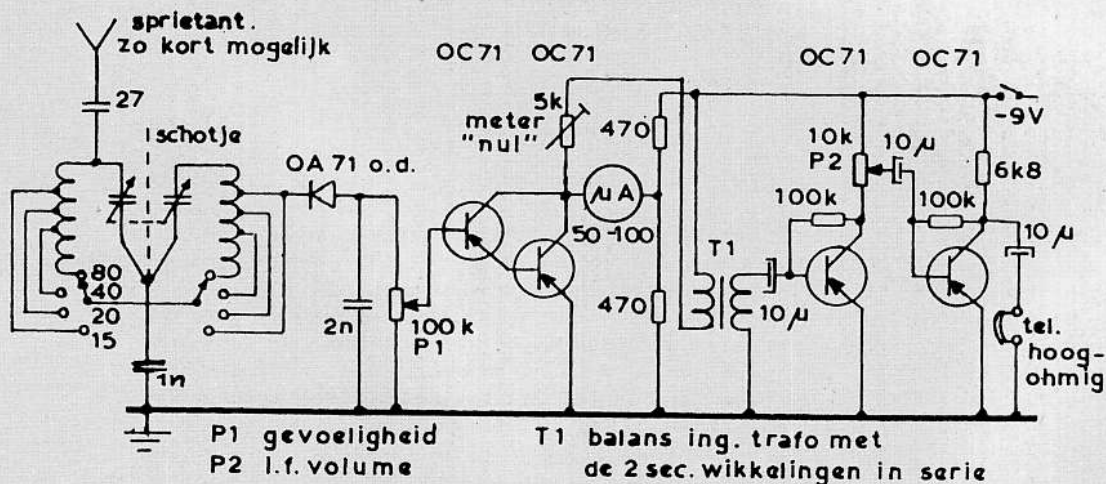 sprietant.
zo kort mogelijk
27
schotje
OA 71 o.d.
80
40
20
15
1n
2n
100k
P1
OC71 OC71
5k
meter
"nul"
470
μA
50-100
470
T1
10μ
OC71 OC71
-9V
10k
P2
10μ
6k8
100k
100k
10μ
tel.
hoog-
ohmig
P1 gevoeligheid
P2 l.f. volume
T1 balans ing. trafo met
de 2 sec. wikkelingen in serie